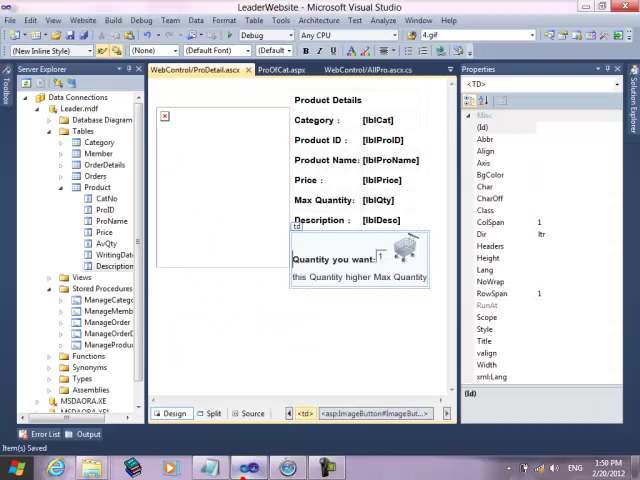 LeaderWebsite - Microsoft Visual Studio
File Edit View Website Build Debug Team Data Format Table Tools Architecture Test Analyze Window Help
Debug Any CPU 4.gif
(New Inline Style) (None) (Default Font) (Default
Server Explorer
Data Connections
Leader.mdf
Database Diagram
Tables
Category
Member
OrderDetails
Orders
Product
CatNo
ProID
ProName
Price
AvQty
WritingDate
Description
Views
Stored Procedures
ManageCatego
ManageMemb
ManageOrder
ManageOrderD
ManageProduc
Functions
Synonyms
Types
Assemblies
MSDAORA.XE
Toolbox
WebControl/ProDetail.ascx ProOfCat.aspx WebControl/AllPro.ascx.cs
Product Details
Category : [lblCat]
Product ID : [lblProID]
Product Name: [lblProName]
Price : [lblPrice]
Max Quantity: [lblQty]
Description : [lblDesc]
td
Quantity you want: 1
this Quantity higher Max Quantity
Design Split Source <td> <asp:ImageButton#ImageBut...>
Properties
<TD>
Misc
(Id)
Abbr
Align
Axis
BgColor
Char
CharOff
Class
ColSpan 1
Dir ltr
Headers
Height
Lang
NoWrap
RowSpan 1
RunAt
Scope
Style
Title
valign
Width
xml:Lang
(Id)
Solution Explorer
Error List Output
Item(s) Saved
ENG
1:50 PM
2/20/2012